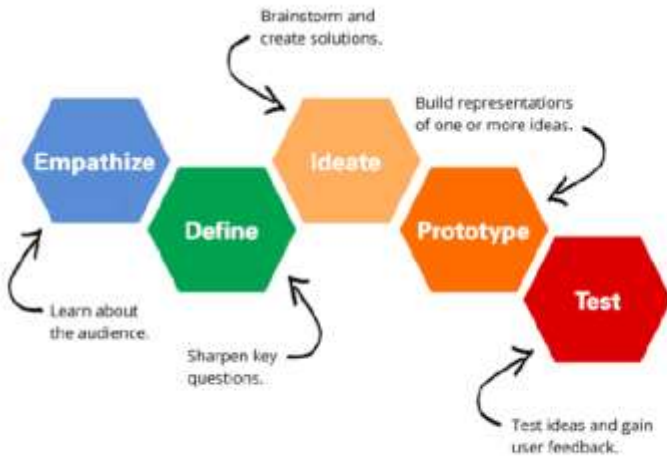 Brainstorm and
create solutions.
Build representations
of one or more ideas.
Empathize
Ideate
Define
Prototype
Test
Learn about
the audience.
Sharpen key
questions.
Test ideas and gain
user feedback.